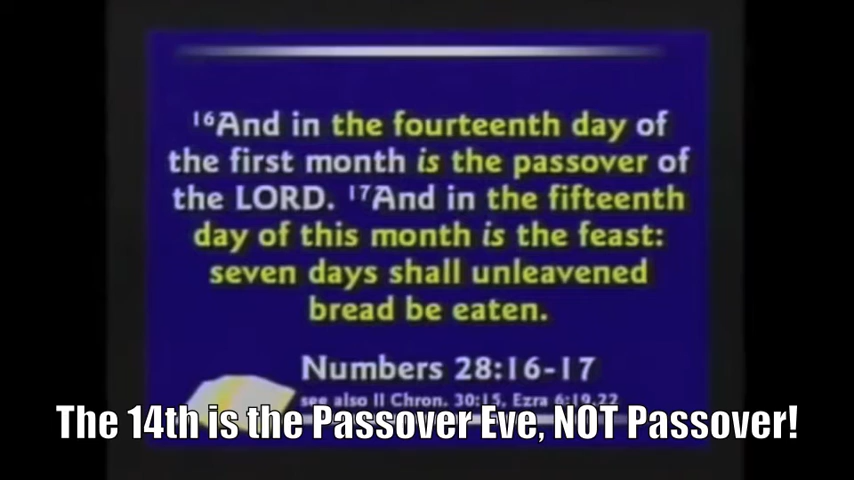 ¹⁶And in the fourteenth day of
the first month is the passover of
the LORD. ¹⁷And in the fifteenth
day of this month is the feast:
seven days shall unleavened
bread be eaten.
Numbers 28:16-17
see also II Chron. 30:15, Ezra 6:19,22
The 14th is the Passover Eve, NOT Passover!